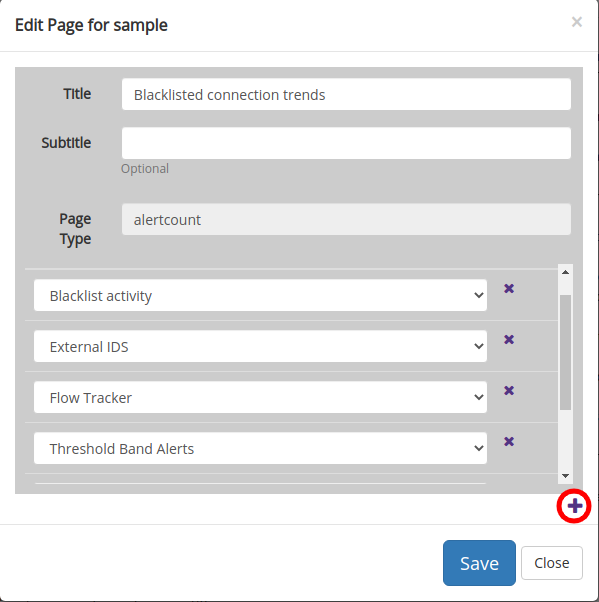 Edit Page for sample ×
Title Blacklisted connection trends
Subtitle
Optional
Page Type alertcount
Blacklist activity
External IDS
Flow Tracker
Threshold Band Alerts
Save Close